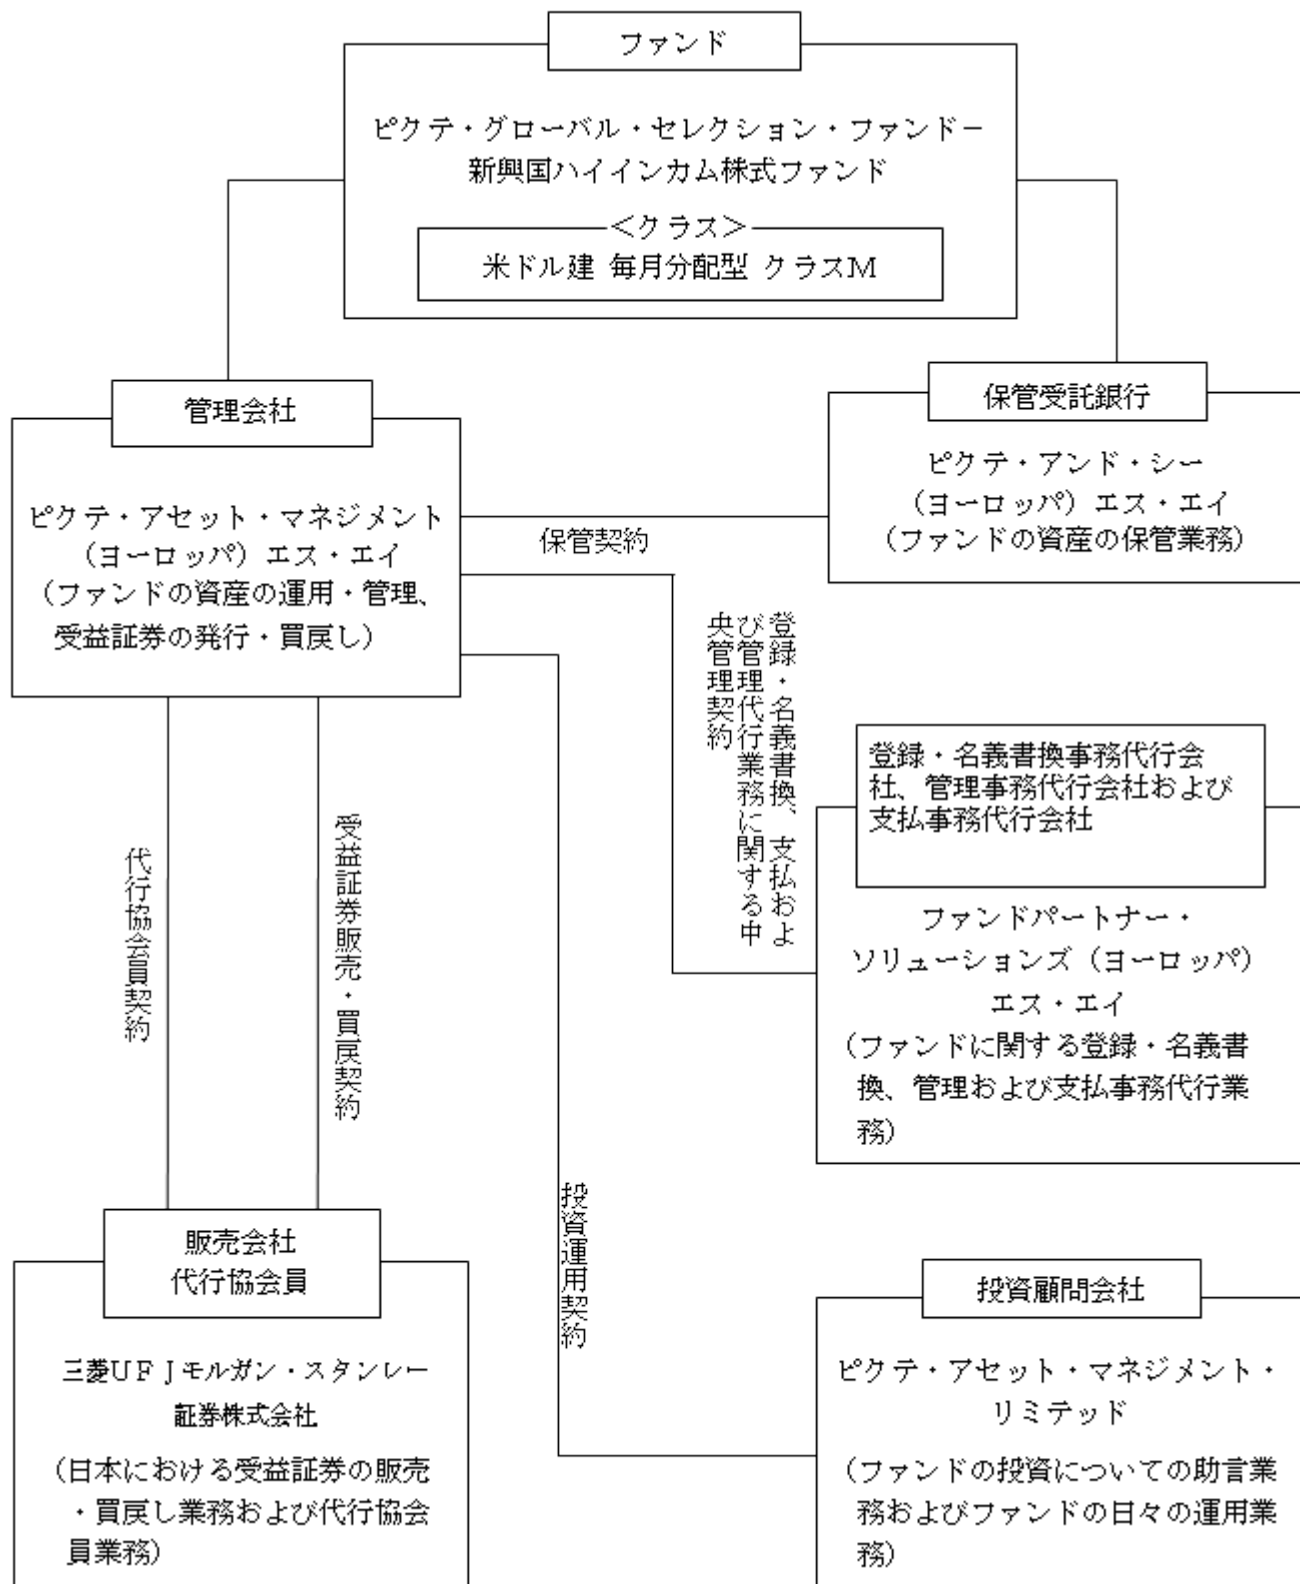 ファンド
ピクテ・グローバル・セレクション・ファンド－
新興国ハイインカム株式ファンド
＜クラス＞
米ドル建 毎月分配型 クラスＭ
管理会社
ピクテ・アセット・マネジメント
（ヨーロッパ）エス・エイ
（ファンドの資産の運用・管理、
受益証券の発行・買戻し）
保管受託銀行
ピクテ・アンド・シー
（ヨーロッパ）エス・エイ
（ファンドの資産の保管業務）
保管契約
登録・名義書換、支払およ
び管理代行業務に関する中
央管理契約
登録・名義書換事務代行会
社、管理事務代行会社および
支払事務代行会社
ファンドパートナー・
ソリューションズ（ヨーロッパ）
エス・エイ
（ファンドに関する登録・名義書
換、管理および支払事務代行業
務）
代行協会員契約
受益証券販売・買戻契約
投資運用契約
販売会社
代行協会員
三菱ＵＦＪモルガン・スタンレー
証券株式会社
（日本における受益証券の販売
・買戻し業務および代行協会
員業務）
投資顧問会社
ピクテ・アセット・マネジメント・
リミテッド
（ファンドの投資についての助言業
務およびファンドの日々の運用業
務）